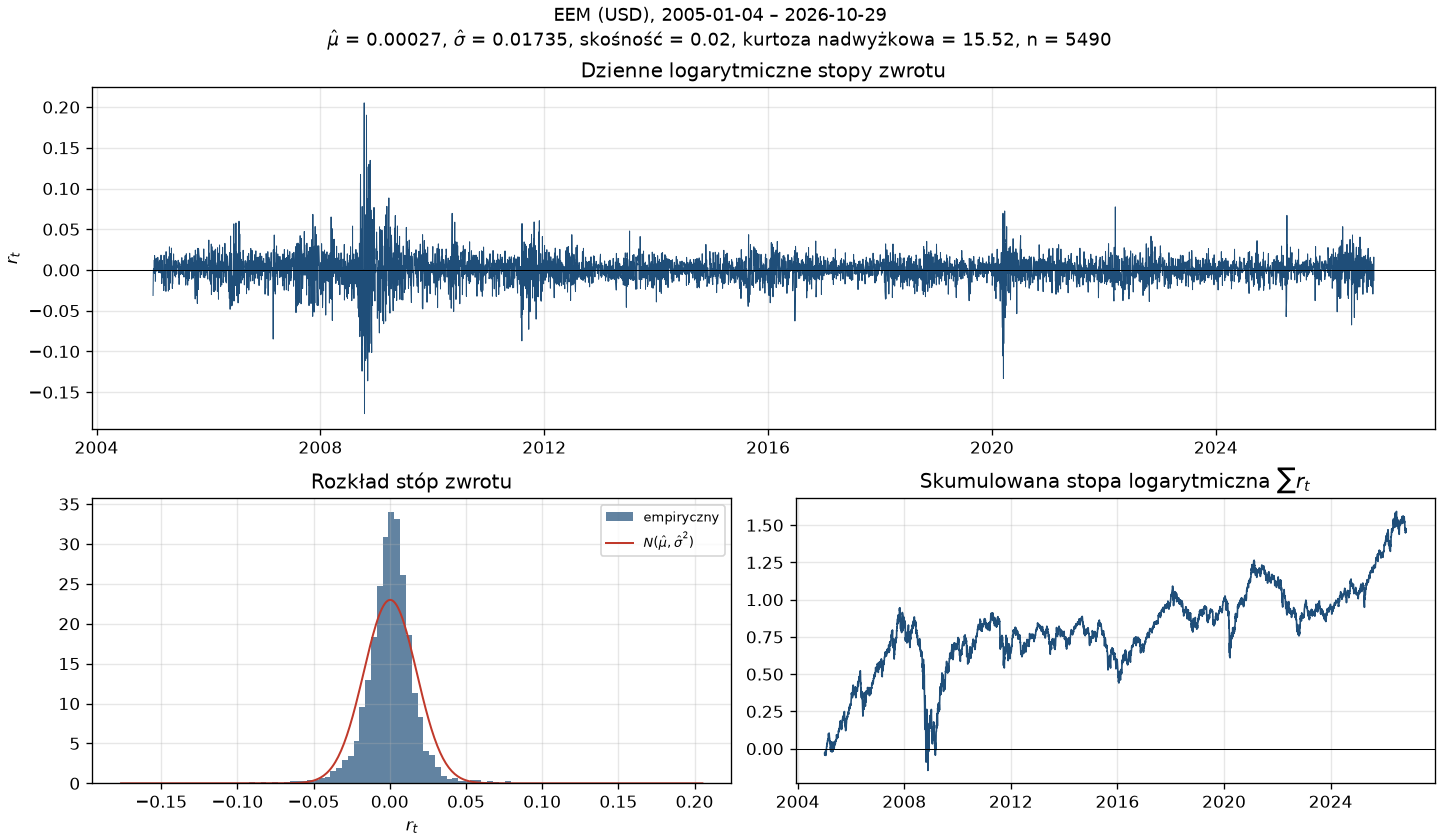 EEM (USD), 2005-01-04 – 2026-10-29
μ̂ = 0.00027, σ̂ = 0.01735, skośność = 0.02, kurtoza nadwyżkowa = 15.52, n = 5490
Dzienne logarytmiczne stopy zwrotu
0.20
0.15
0.10
0.05
0.00
−0.05
−0.10
−0.15
r_t
2004 2008 2012 2016 2020 2024
Rozkład stóp zwrotu
35
30
25
20
15
10
5
0
empiryczny
N(μ̂, σ̂²)
−0.15 −0.10 −0.05 0.00 0.05 0.10 0.15 0.20
r_t
Skumulowana stopa logarytmiczna ∑r_t
1.50
1.25
1.00
0.75
0.50
0.25
0.00
2004 2008 2012 2016 2020 2024